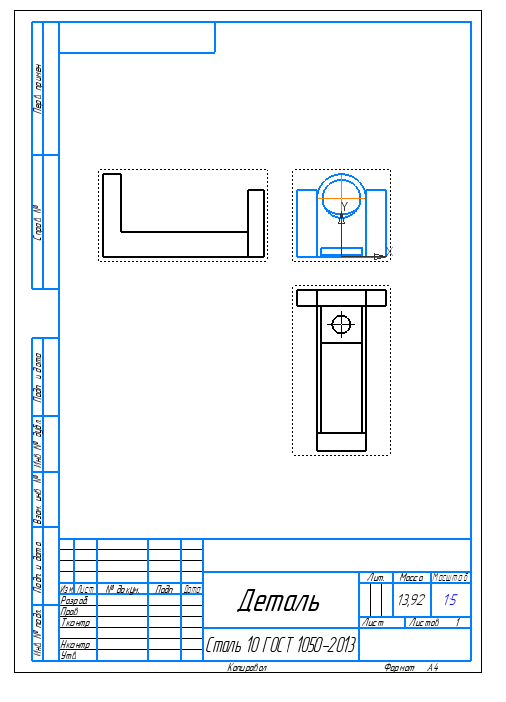 Перв. примен.
Справ. №
Подп. и дата
Инв. № дубл.
Взам. инв. №
Подп. и дата
Инв. № подл.
Y
X
Изм. Лист № докум. Подп. Дата
Разраб.
Пров.
Т.контр.
Н.контр.
Утв.
Деталь
Сталь 10 ГОСТ 1050-2013
Лит. Масса Масштаб
13,92 1:5
Лист Листов 1
Копировал Формат А4